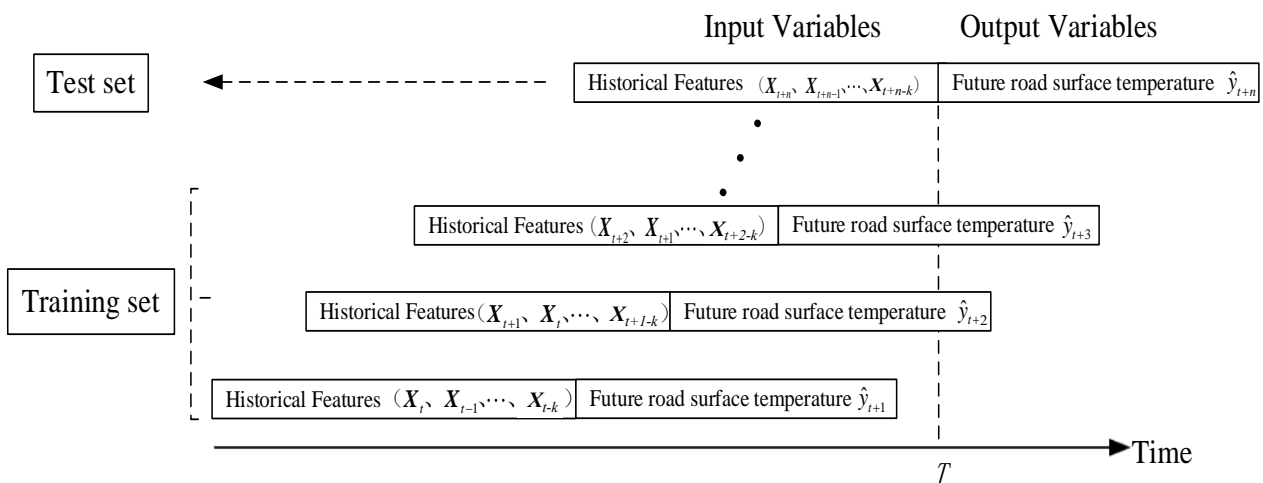 Input Variables Output Variables
Test set
Historical Features (X_{t+n}、X_{t+n-1},…,X_{t+n-k}) Future road surface temperature ŷ_{t+n}
Historical Features (X_{t+2}、X_{t+1},…、X_{t+2-k}) Future road surface temperature ŷ_{t+3}
Training set
Historical Features (X_{t+1}、X_t,…、X_{t+1-k}) Future road surface temperature ŷ_{t+2}
Historical Features (X_t、X_{t-1},…、X_{t-k}) Future road surface temperature ŷ_{t+1}
Time
T